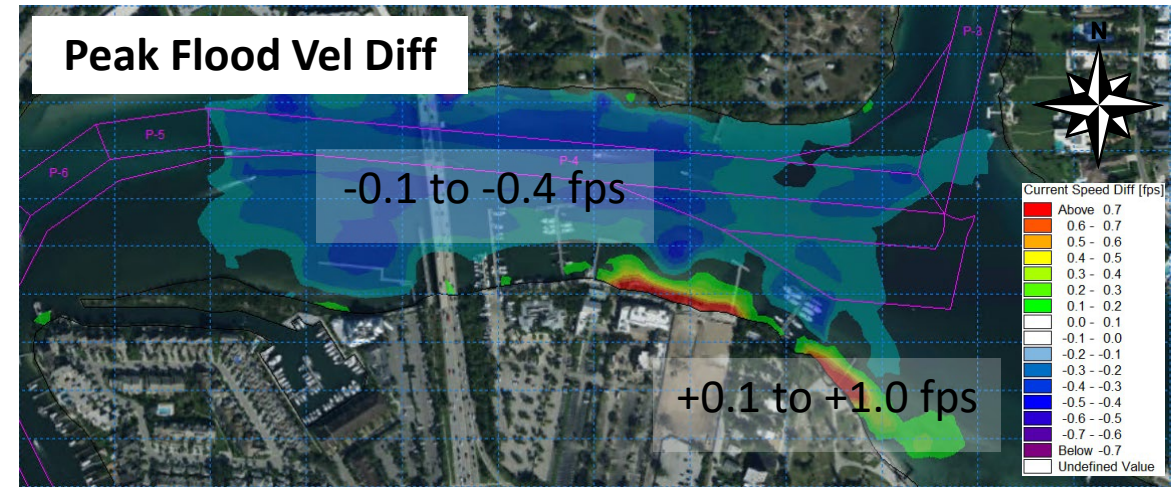 Peak Flood Vel Diff
N
P-3
P-5
P-4
P-6
-0.1 to -0.4 fps
+0.1 to +1.0 fps
Current Speed Diff [fps]
Above 0.7
0.6 - 0.7
0.5 - 0.6
0.4 - 0.5
0.3 - 0.4
0.2 - 0.3
0.1 - 0.2
0.0 - 0.1
-0.1 - 0.0
-0.2 - -0.1
-0.3 - -0.2
-0.4 - -0.3
-0.5 - -0.4
-0.6 - -0.5
-0.7 - -0.6
Below -0.7
Undefined Value